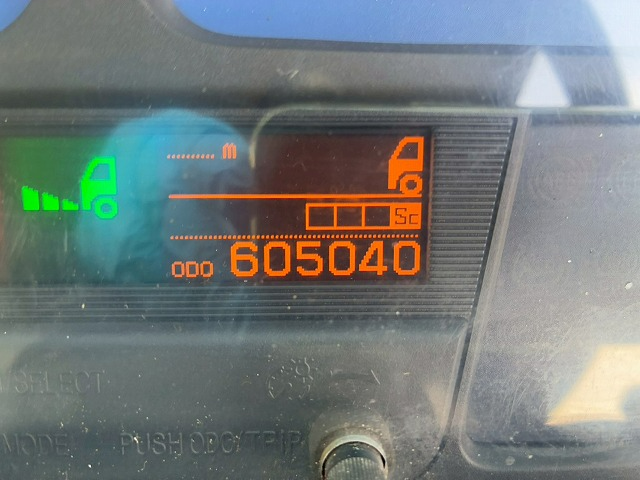 ......... m
Sc
ODO 605040
SELECT
MODE
PUSH ODO/TRIP